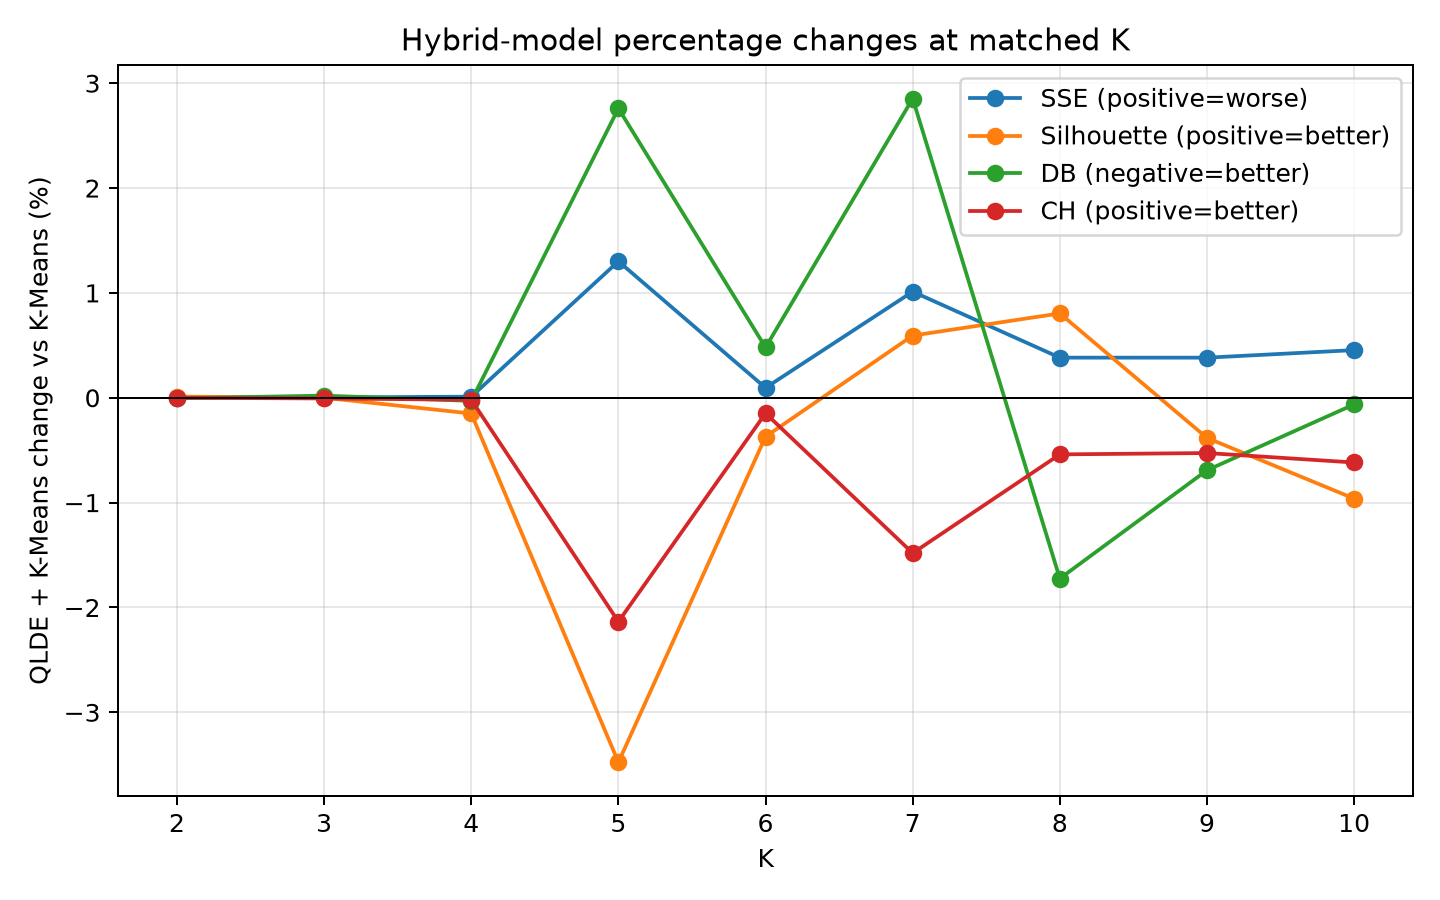 Hybrid-model percentage changes at matched K
SSE (positive=worse)
Silhouette (positive=better)
DB (negative=better)
CH (positive=better)
QLDE + K-Means change vs K-Means (%)
3
2
1
0
−1
−2
−3
2 3 4 5 6 7 8 9 10
K